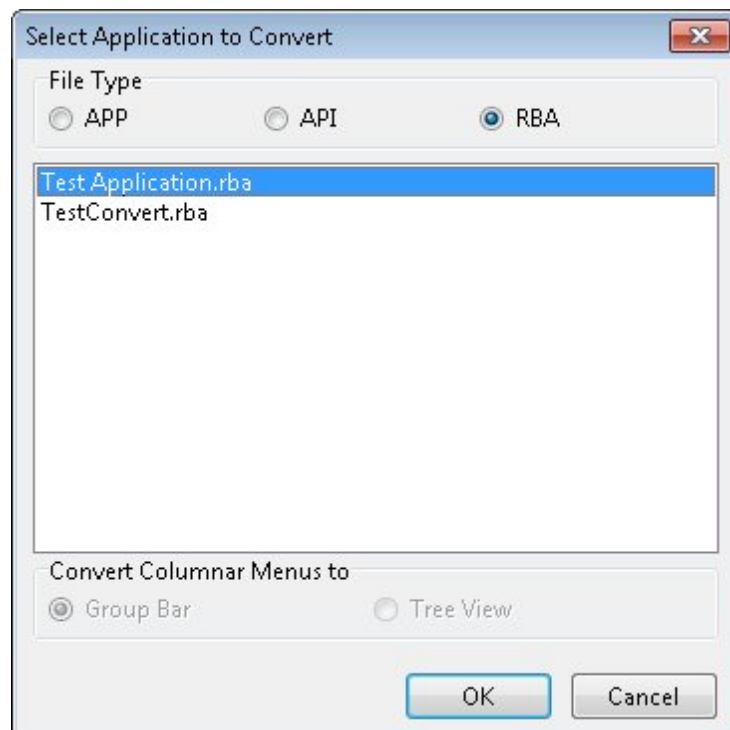 Select Application to Convert
File Type
APP API RBA
Test Application.rba
TestConvert.rba
Convert Columnar Menus to
Group Bar Tree View
OK Cancel